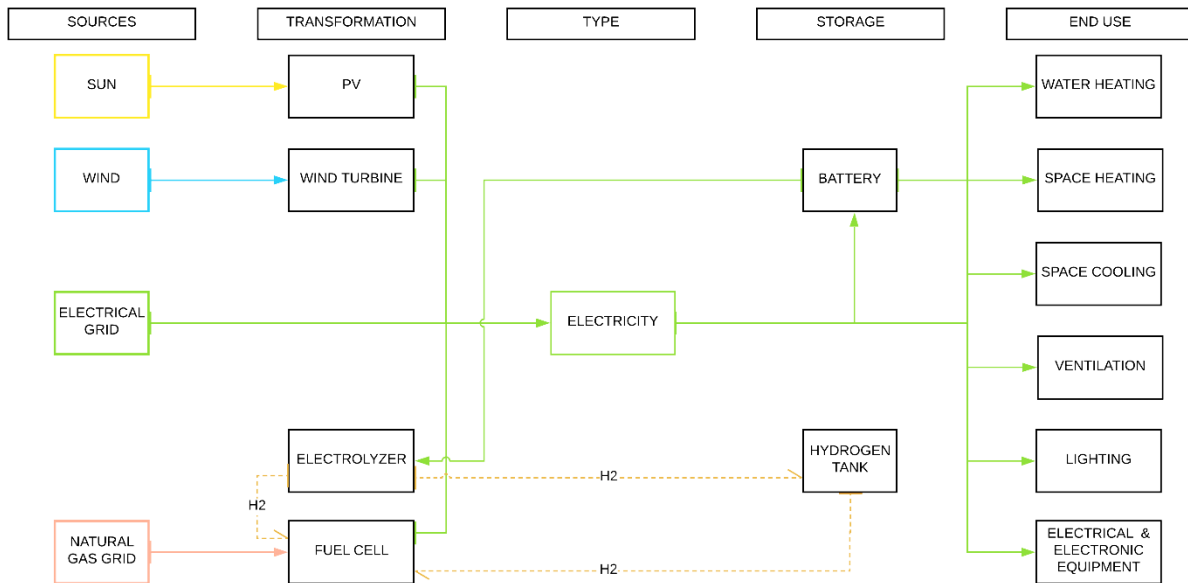 SOURCES
TRANSFORMATION
TYPE
STORAGE
END USE
SUN
PV
WATER HEATING
WIND
WIND TURBINE
BATTERY
SPACE HEATING
SPACE COOLING
ELECTRICAL
GRID
ELECTRICITY
VENTILATION
ELECTROLYZER
HYDROGEN
TANK
LIGHTING
H2
H2
NATURAL
GAS GRID
FUEL CELL
ELECTRICAL &
ELECTRONIC
EQUIPMENT
H2